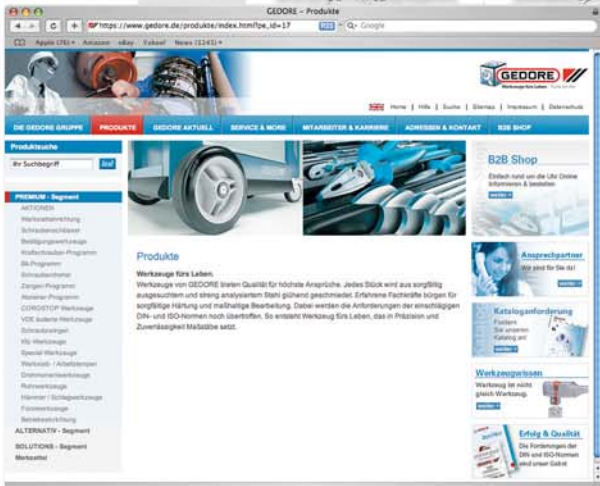 GEDORE – Produkte
https://www.gedore.de/produkte/index.html?pe_id=17
RSS
Q- Google
Apple (76)
Amazon
eBay
Yahoo!
News (1245)
GEDORE
Werkzeuge fürs Leben
Home | Hilfe | Suche | Sitemap | Impressum | Datenschutz
DIE GEDORE GRUPPE
PRODUKTE
GEDORE AKTUELL
SERVICE & MORE
MITARBEITER & KARRIERE
ADRESSEN & KONTAKT
B2B SHOP
Produktsuche
Ihr Suchbegriff
los!
PREMIUM - Segment
AKTIONEN
Werkstatteinrichtung
Schraubenschlüssel
Betätigungswerkzeuge
Kraftschrauber-Programm
Bit-Programm
Schraubendreher
Zangen-Programm
Abzieher-Programm
VDE isolierte Werkzeuge
Schraubzwingen
Kfz-Werkzeuge
Spezial-Werkzeuge
Werkstatt- / Arbeitslampen
Drehmomentwerkzeuge
Rohrwerkzeuge
Hämmer / Schlagwerkzeuge
Forstwerkzeuge
ALTERNATIV - Segment
SOLUTIONS - Segment
Merkzettel
Produkte
Werkzeuge fürs Leben.
Werkzeuge von GEDORE bieten Qualität für höchste Ansprüche. Jedes Stück wird aus sorgfältig
ausgesuchtem und streng analysiertem Stahl glühend geschmiedet. Erfahrene Fachkräfte bürgen für
sorgfältige Härtung und maßhaltige Bearbeitung. Dabei werden die Anforderungen der einschlägigen
DIN- und ISO-Normen noch übertroffen. So entsteht Werkzeug fürs Leben, das in Präzision und
Zuverlässigkeit Maßstäbe setzt.
B2B Shop
Einfach rund um die Uhr Online
informieren & bestellen
weiter
Ansprechpartner
Wir sind für Sie da!
weiter
Kataloganforderung
Fordern
Sie unseren
Katalog an!
weiter
Werkzeugwissen
Werkzeug ist nicht
gleich Werkzeug.
weiter
Erfolg & Qualität
Die Forderungen der
DIN und ISO-Normen
sind unser Gebot